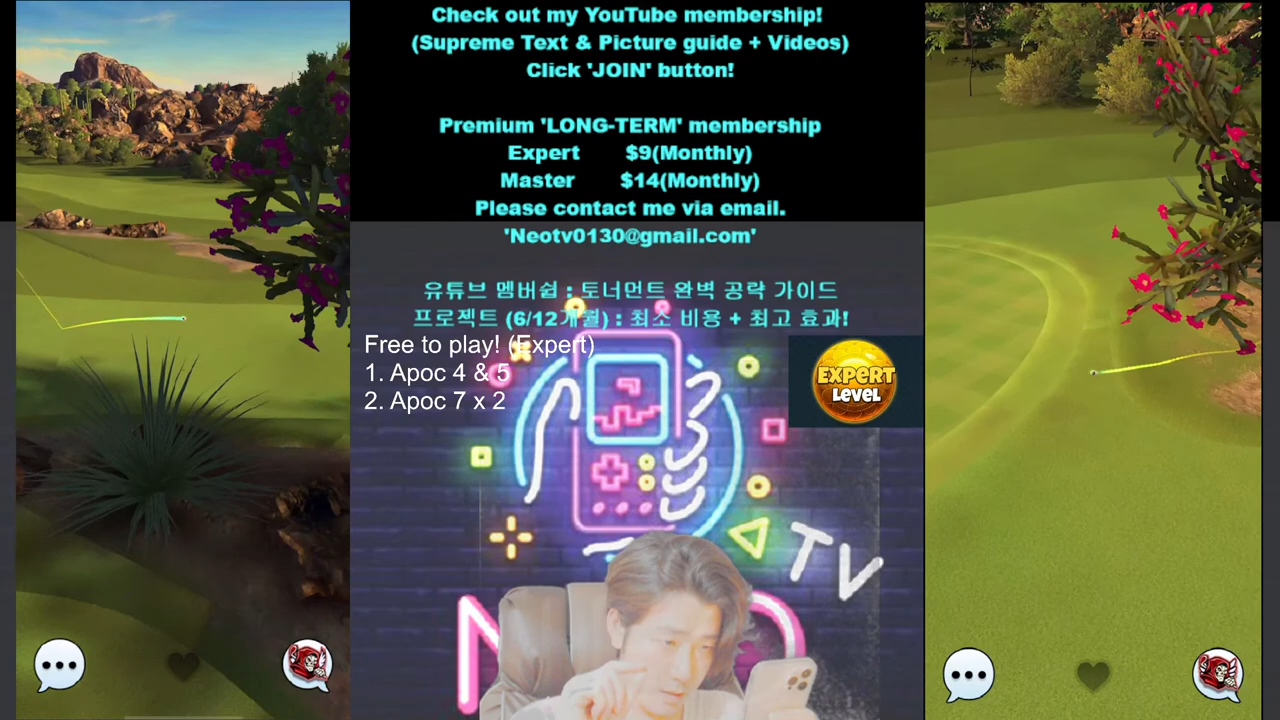 Check out my YouTube membership!
(Supreme Text & Picture guide + Videos)
Click 'JOIN' button!
Premium 'LONG-TERM' membership
Expert $9(Monthly)
Master $14(Monthly)
Please contact me via email.
'Neotv0130@gmail.com'
유튜브 멤버쉽 : 토너먼트 완벽 공략 가이드
프로젝트 (6/12개월) : 최소 비용 + 최고 효과!
Free to play! (Expert)
1. Apoc 4 & 5
2. Apoc 7 x 2
EXPERT
LEVEL
TV